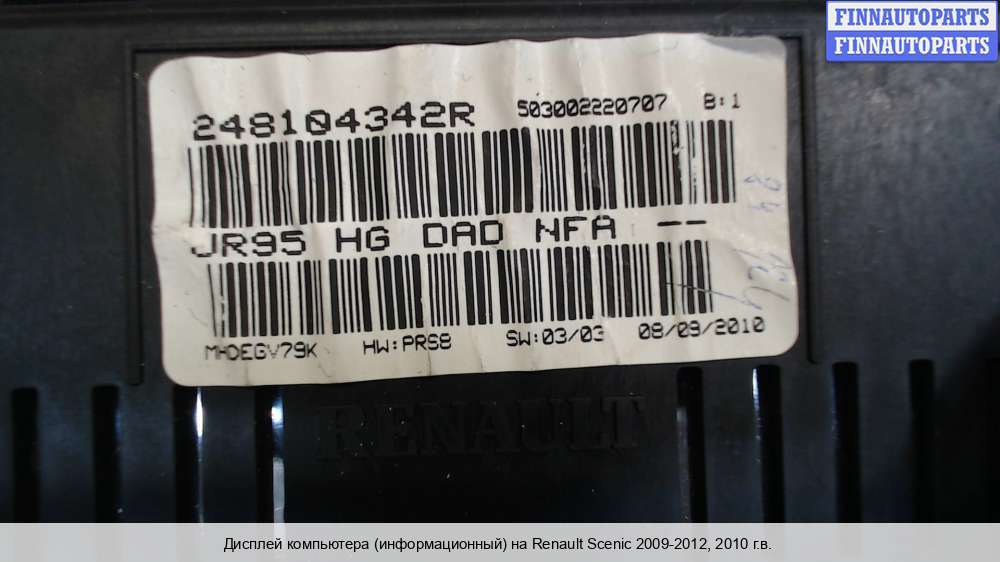 FINNAUTOPARTS
FINNAUTOPARTS
248104342R 503002220707 B:1
JR95 HG DAD NFA --
MHDEGV79K HW:PRS8 SW:03/03 08/09/2010
RENAULT
Дисплей компьютера (информационный) на Renault Scenic 2009-2012, 2010 г.в.